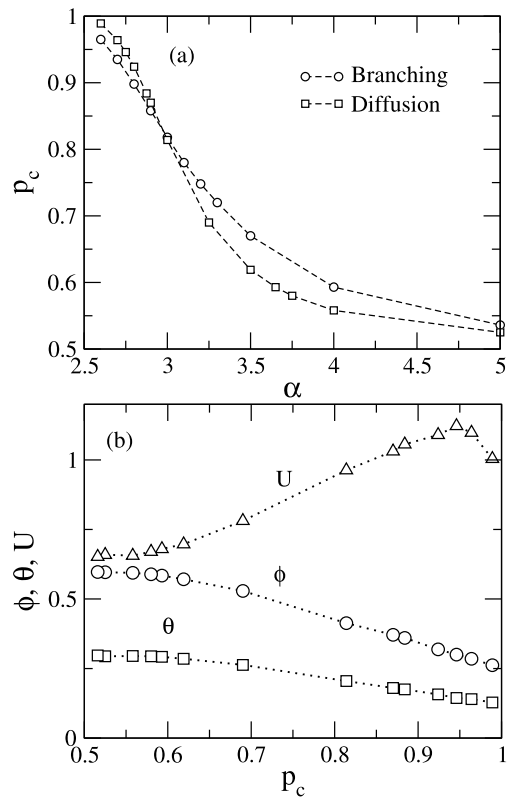 1
(a)
Branching
Diffusion
0.9
0.8
p_c
0.7
0.6
0.5
2.5 3 3.5 4 4.5 5
α
(b)
1
U
ϕ, θ, U
ϕ
0.5
θ
0
0.5 0.6 0.7 0.8 0.9 1
p_c